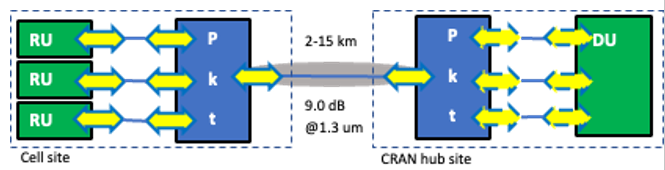 RU
RU
RU
P
k
t
2-15 km
9.0 dB
@1.3 um
P
k
t
DU
Cell site
CRAN hub site